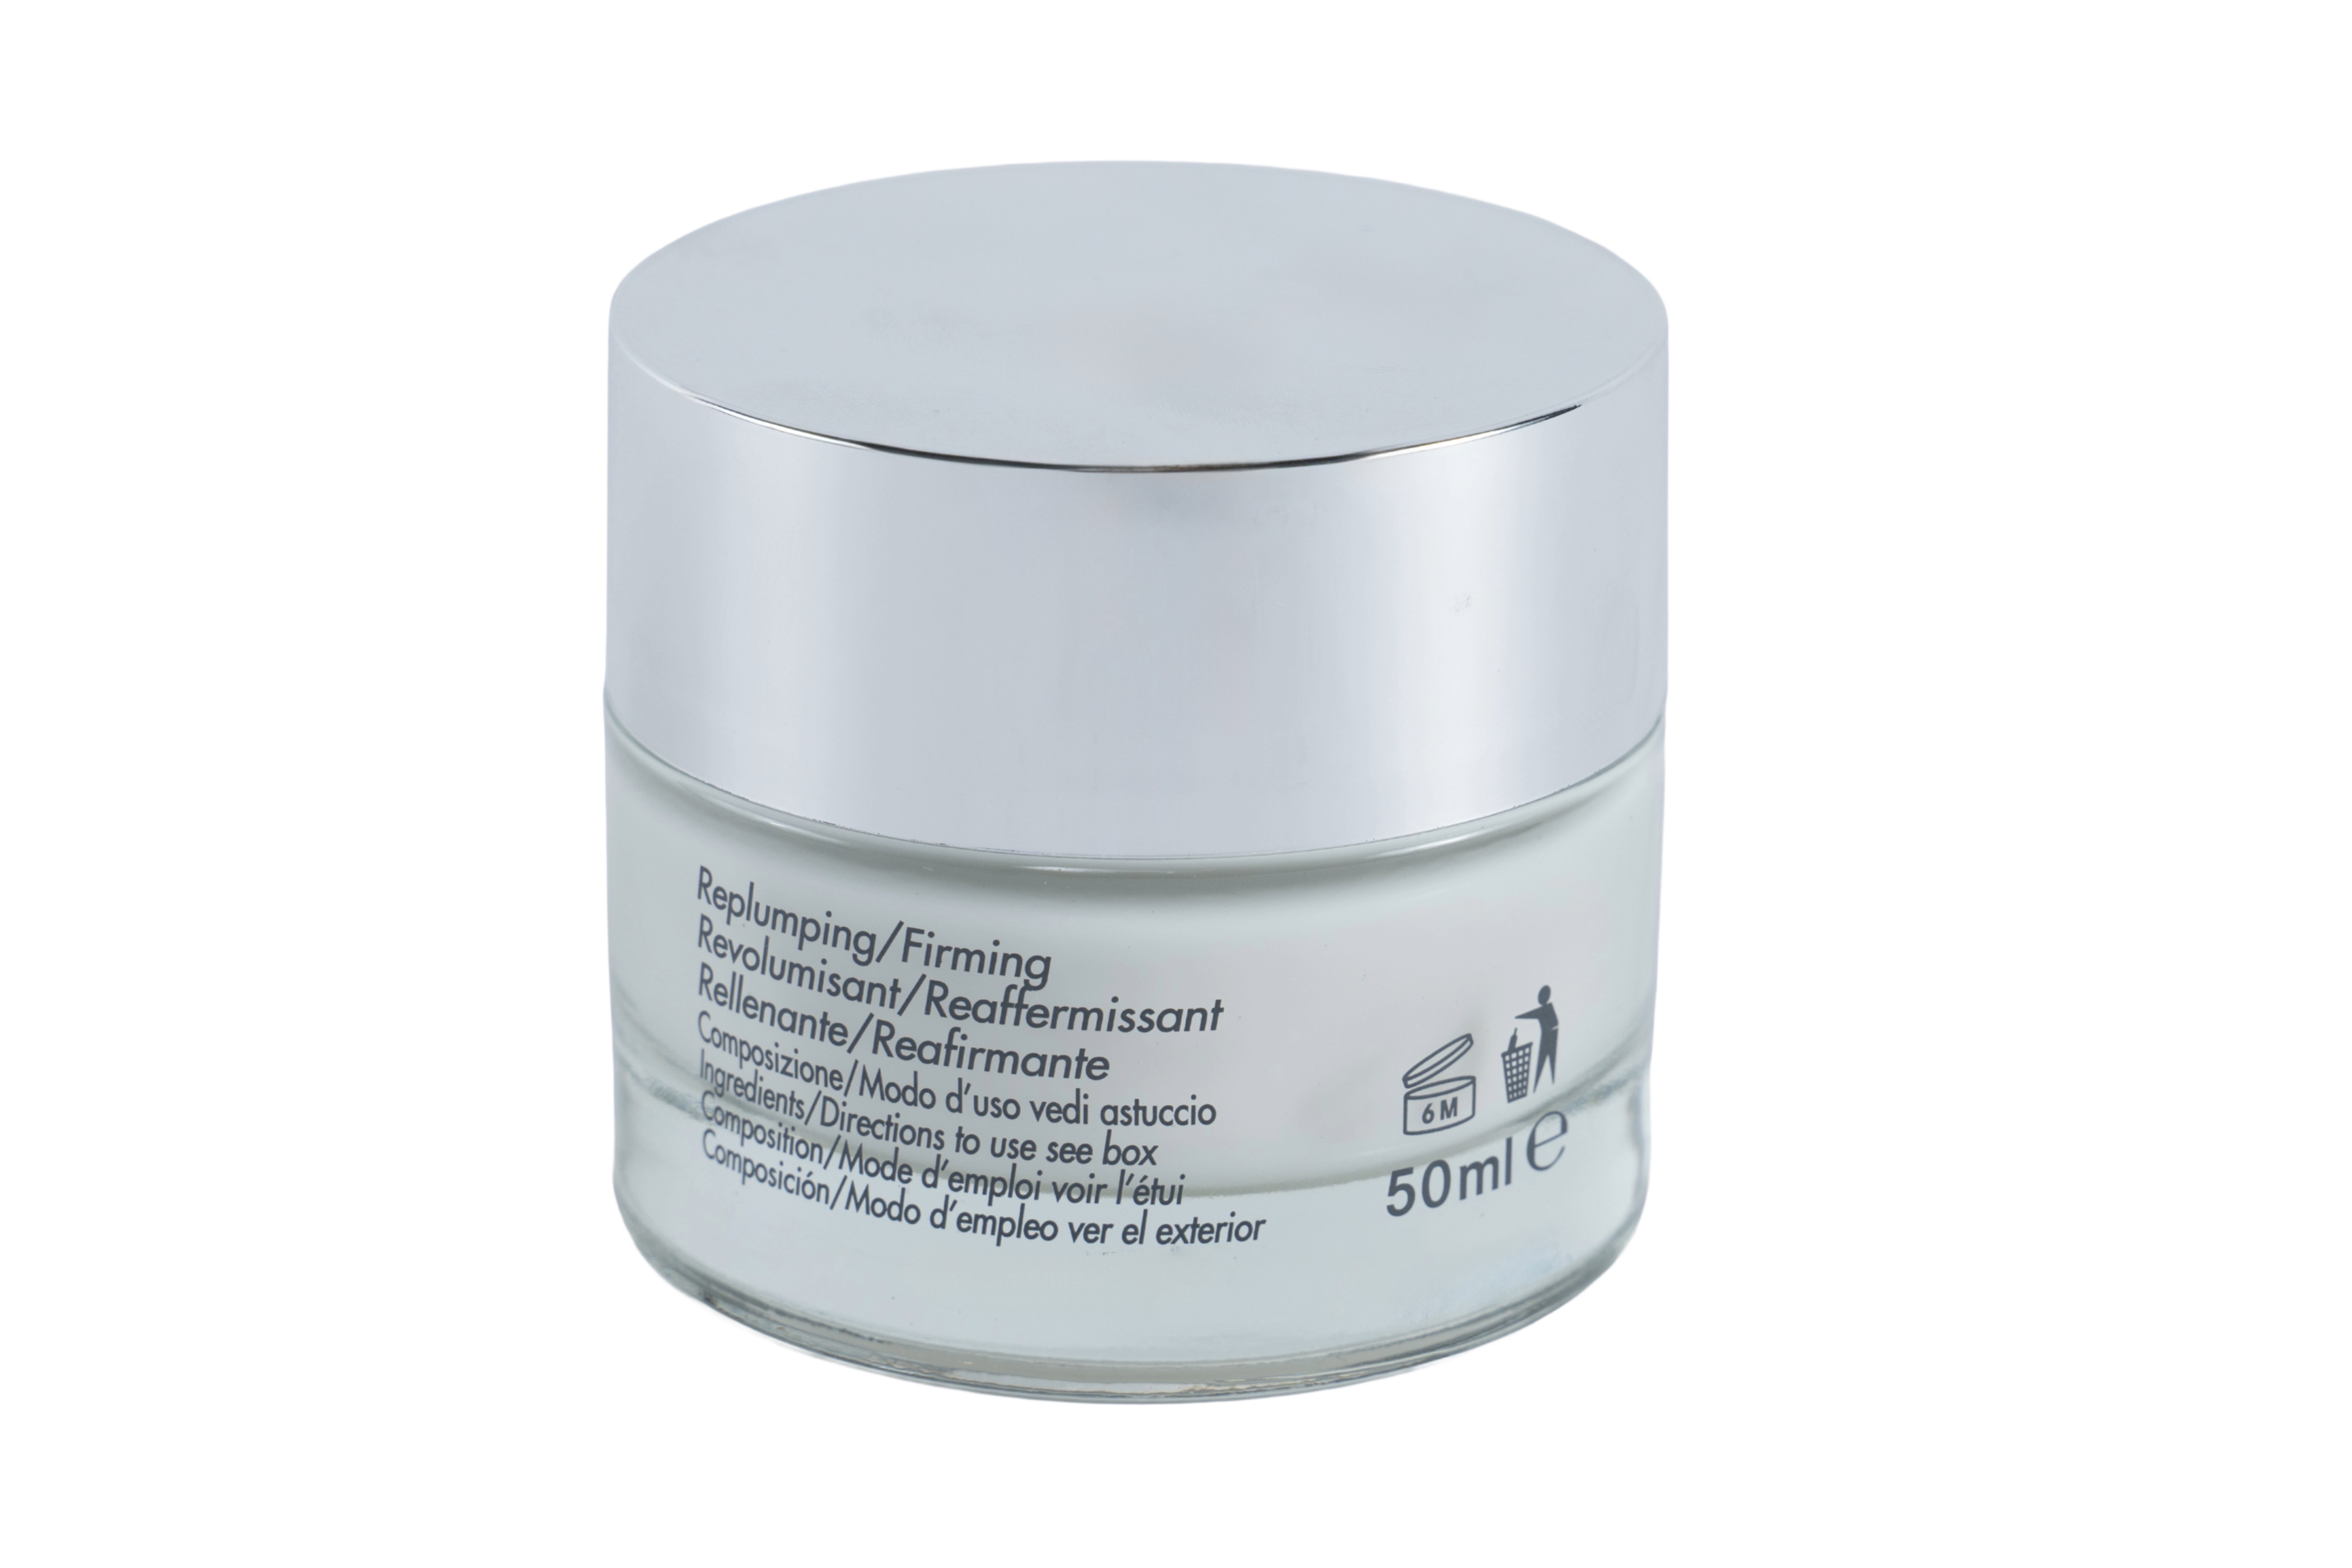 Replumping/Firming
Revolumisant/Reaffermissant
Rellenante/Reafirmante
Composizione/Modo d'uso vedi astuccio
Ingredients/Directions to use see box
Composition/Mode d'emploi voir l'étui
Composición/Modo d'empleo ver el exterior
6 M
50ml e